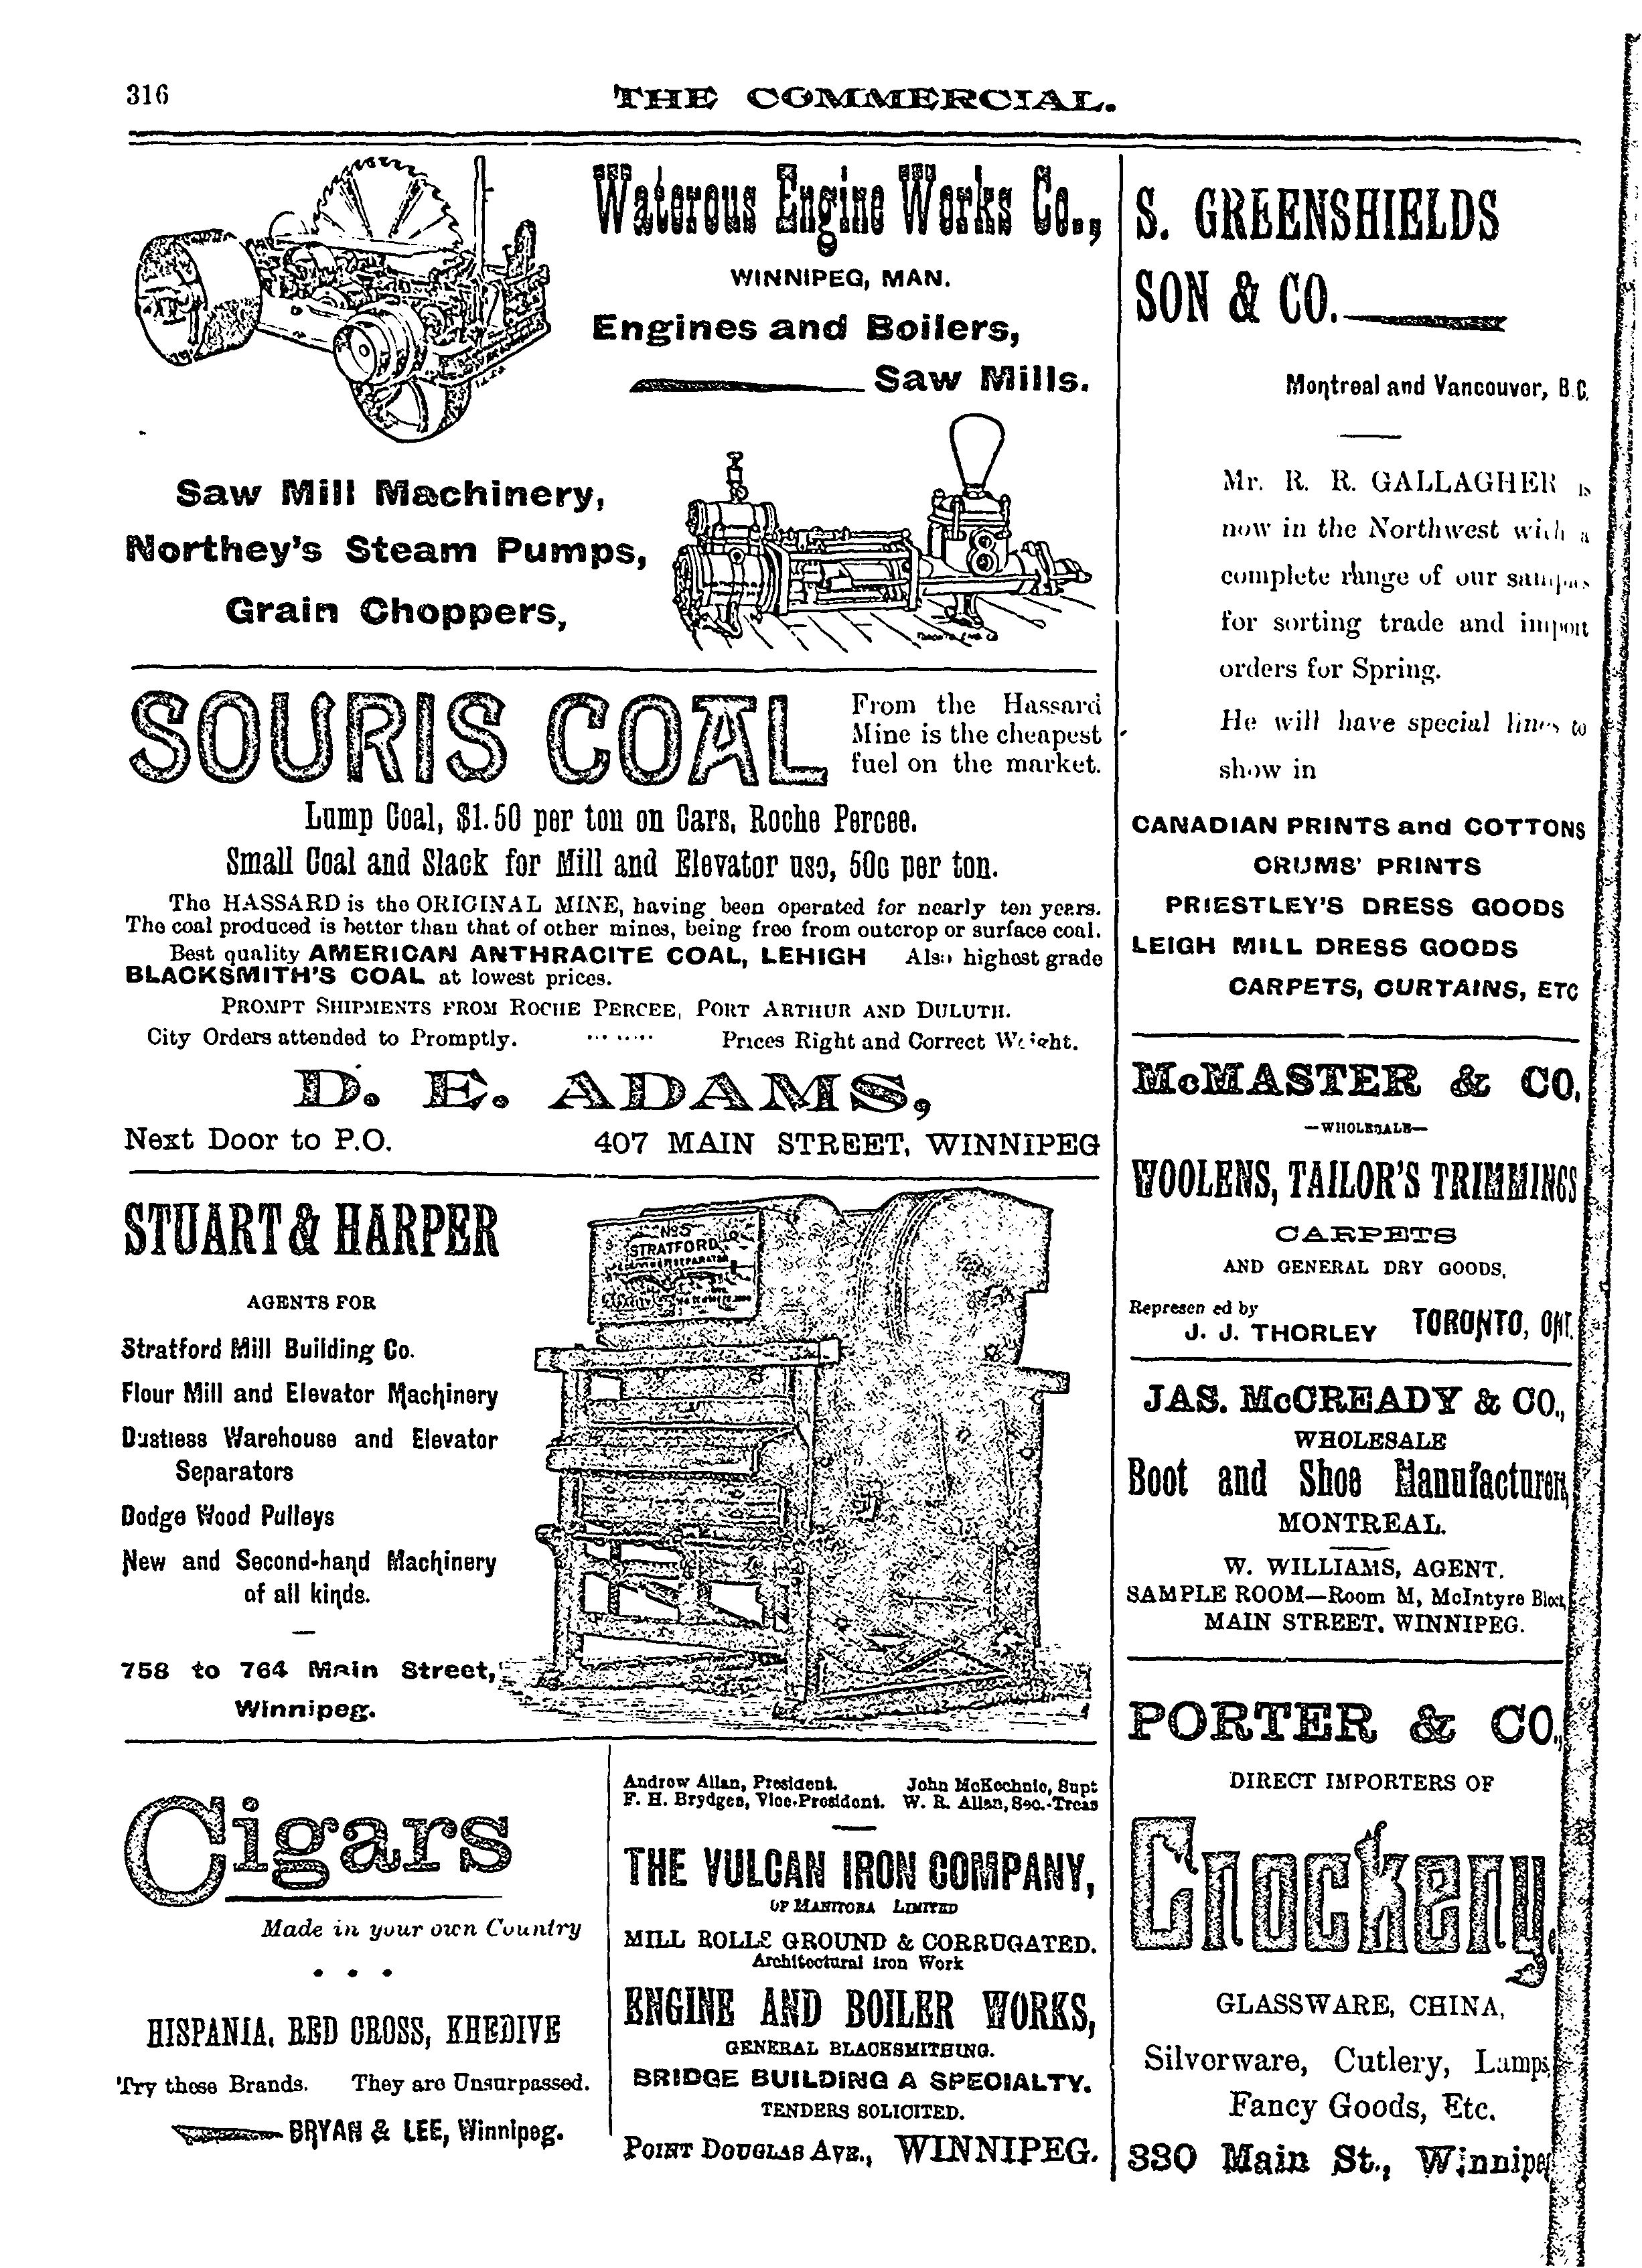 316
THE COMMERCIAL.
Waterous Engine Works Co.,
WINNIPEG, MAN.
Engines and Boilers,
Saw Mills.
Saw Mill Machinery,
Northey's Steam Pumps,
Grain Choppers,
8
SOURIS COAL
From the Hassard
Mine is the cheapest
fuel on the market.
Lump Coal, $1.50 per ton on Cars, Roche Percee.
Small Coal and Slack for Mill and Elevator use, 50c per ton.
The HASSARD is the ORIGINAL MINE, having been operated for nearly ten years.
The coal produced is better than that of other mines, being free from outcrop or surface coal.
Best quality AMERICAN ANTHRACITE COAL, LEHIGH Also highest grade
BLACKSMITH'S COAL at lowest prices.
PROMPT SHIPMENTS FROM ROCHE PERCEE, PORT ARTHUR AND DULUTH.
City Orders attended to Promptly. Prices Right and Correct Weight.
D. E. ADAMS,
Next Door to P.O. 407 MAIN STREET, WINNIPEG
STUART & HARPER
AGENTS FOR
Stratford Mill Building Co.
Flour Mill and Elevator Machinery
Dustless Warehouse and Elevator
Separators
Dodge Wood Pulleys
New and Second-hand Machinery
of all kinds.
758 to 764 Main Street,
Winnipeg.
No 5
STRATFORD
SEPARATOR
Cigars
Made in your own Country
HISPANIA, RED CROSS, KHEDIVE
Try these Brands. They are Unsurpassed.
BRYAN & LEE, Winnipeg.
Andrew Allan, President. John McKechnie, Supt
F. H. Brydges, Vice-President. W. R. Allan, Sec.-Treas
THE VULCAN IRON COMPANY,
OF MANITOBA LIMITED
MILL ROLLS GROUND & CORRUGATED.
Architectural Iron Work
ENGINE AND BOILER WORKS,
GENERAL BLACKSMITHING.
BRIDGE BUILDING A SPECIALTY.
TENDERS SOLICITED.
POINT DOUGLAS AVE., WINNIPEG.
S. GREENSHIELDS
SON & CO.
Montreal and Vancouver, B.C.
Mr. R. R. GALLAGHER is
now in the Northwest with a
complete range of our samples
for sorting trade and import
orders for Spring.
He will have special lines to
show in
CANADIAN PRINTS and COTTONS
CRUMS' PRINTS
PRIESTLEY'S DRESS GOODS
LEIGH MILL DRESS GOODS
CARPETS, CURTAINS, ETC
McMASTER & CO,
—WHOLESALE—
WOOLENS, TAILOR'S TRIMMINGS
CARPETS
AND GENERAL DRY GOODS,
Represen ed by
J. J. THORLEY TORONTO, ONT.
JAS. McCREADY & CO.,
WHOLESALE
Boot and Shoe Manufacturers,
MONTREAL.
W. WILLIAMS, AGENT.
SAMPLE ROOM—Room M, McIntyre Block,
MAIN STREET, WINNIPEG.
PORTER & CO.,
DIRECT IMPORTERS OF
Crockery,
GLASSWARE, CHINA,
Silverware, Cutlery, Lamps,
Fancy Goods, Etc.
330 Main St., Winnipeg